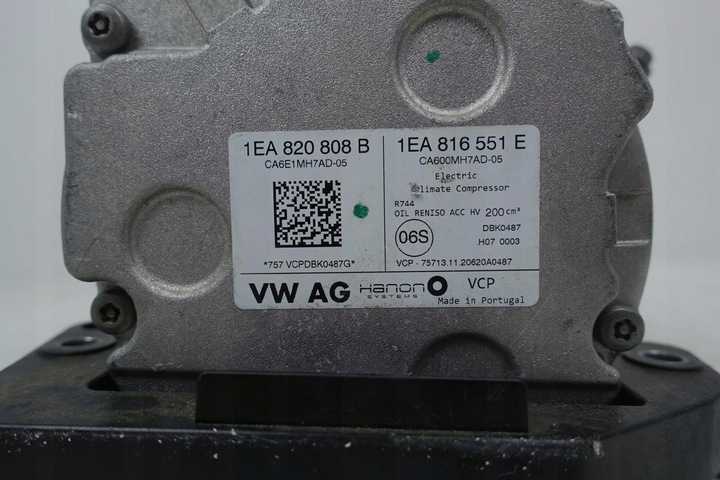 1EA 820 808 B
CA6E1MH7AD-05
*757 VCPDBK0487G*
1EA 816 551 E
CA600MH7AD-05
Electric
Climate Compressor
R744
OIL RENISO ACC HV 200 cm³
06S
DBK0487
H07 0003
VCP - 75713.11.20620A0487
VW AG
Hanon
SYSTEMS
VCP
Made in Portugal